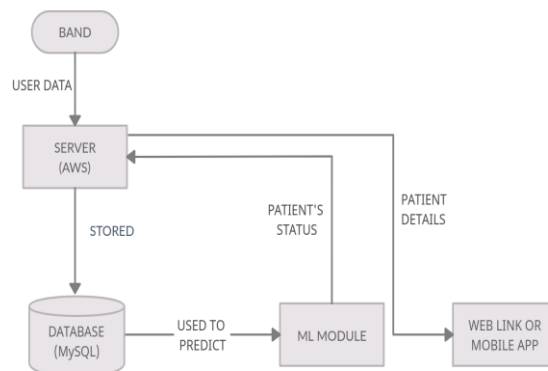 BAND
USER DATA
SERVER
(AWS)
STORED
PATIENT'S
STATUS
PATIENT
DETAILS
DATABASE
(MySQL)
USED TO
PREDICT
ML MODULE
WEB LINK OR
MOBILE APP